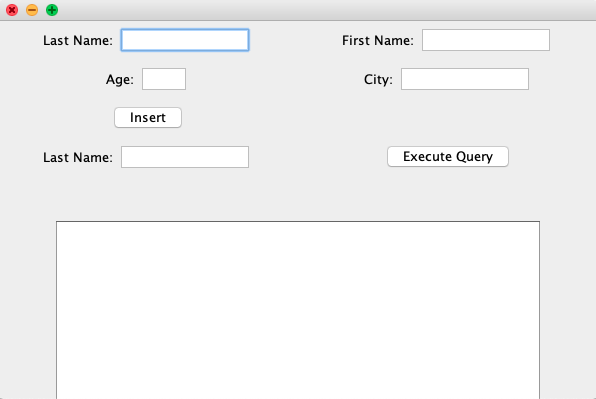 Last Name: First Name:
Age: City:
Insert
Last Name: Execute Query